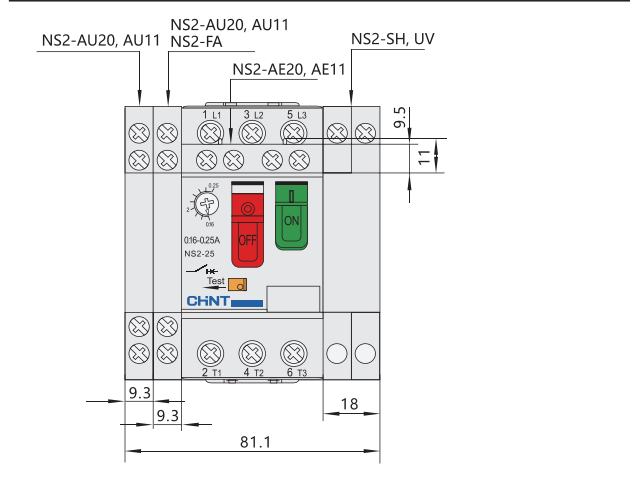 NS2-AU20, AU11
NS2-AU20, AU11
NS2-FA
NS2-SH, UV
NS2-AE20, AE11
1 L1 3 L2 5 L3
9.5
11
0.25
2
0.16
0.16-0.25A
NS2-25
OFF
ON
Test
CHNT
2 T1 4 T2 6 T3
9.3
9.3
18
81.1